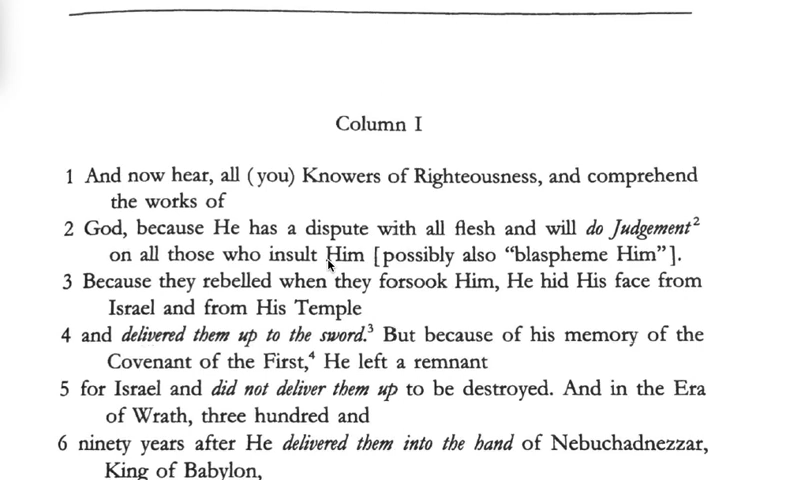 Column I
1 And now hear, all (you) Knowers of Righteousness, and comprehend
the works of
2 God, because He has a dispute with all flesh and will do Judgement²
on all those who insult Him [possibly also “blaspheme Him”].
3 Because they rebelled when they forsook Him, He hid His face from
Israel and from His Temple
4 and delivered them up to the sword.³ But because of his memory of the
Covenant of the First,⁴ He left a remnant
5 for Israel and did not deliver them up to be destroyed. And in the Era
of Wrath, three hundred and
6 ninety years after He delivered them into the hand of Nebuchadnezzar,
King of Babylon,